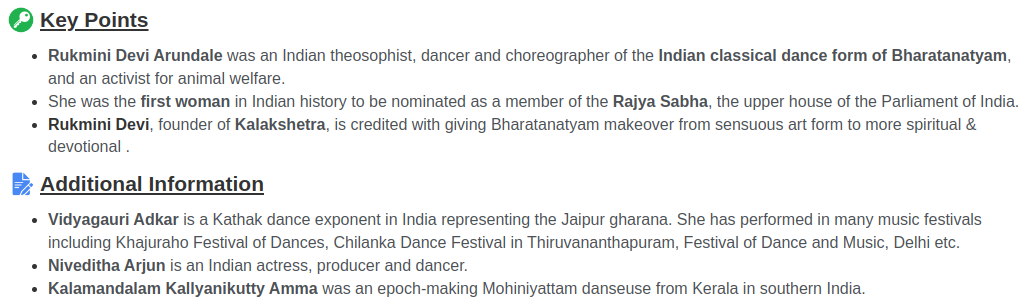 Key Points
Rukmini Devi Arundale was an Indian theosophist, dancer and choreographer of the Indian classical dance form of Bharatanatyam,
and an activist for animal welfare.
She was the first woman in Indian history to be nominated as a member of the Rajya Sabha, the upper house of the Parliament of India.
Rukmini Devi, founder of Kalakshetra, is credited with giving Bharatanatyam makeover from sensuous art form to more spiritual &
devotional .
Additional Information
Vidyagauri Adkar is a Kathak dance exponent in India representing the Jaipur gharana. She has performed in many music festivals
including Khajuraho Festival of Dances, Chilanka Dance Festival in Thiruvananthapuram, Festival of Dance and Music, Delhi etc.
Niveditha Arjun is an Indian actress, producer and dancer.
Kalamandalam Kallyanikutty Amma was an epoch-making Mohiniyattam danseuse from Kerala in southern India.